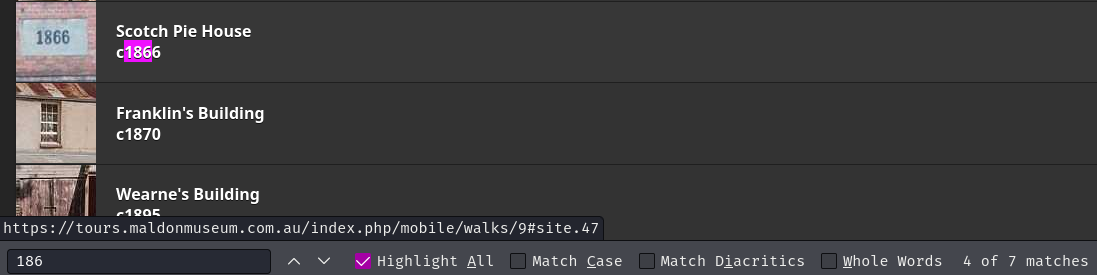 1866
Scotch Pie House
c1866
Franklin's Building
c1870
Wearne's Building
c1895
https://tours.maldonmuseum.com.au/index.php/mobile/walks/9#site.47
186
Highlight All
Match Case
Match Diacritics
Whole Words
4 of 7 matches